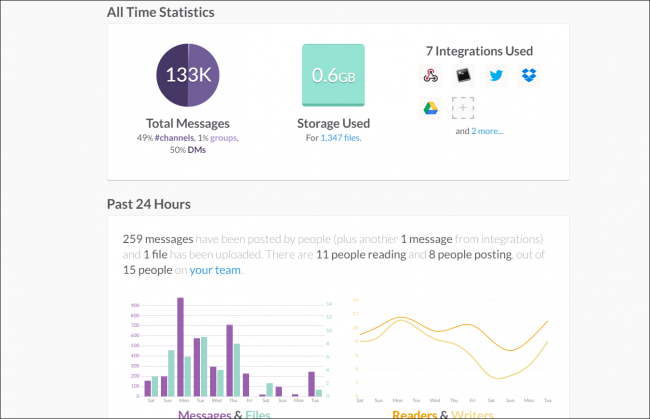 All Time Statistics
133K
Total Messages
49% #channels, 1% groups,
50% DMs
0.6GB
Storage Used
For 1,347 files.
7 Integrations Used
and 2 more...
Past 24 Hours
259 messages have been posted by people (plus another 1 message from integrations)
and 1 file has been uploaded. There are 11 people reading and 8 people posting, out of
15 people on your team.
900
800
700
600
500
400
300
200
100
0
14
12
10
8
6
4
2
0
Sat Sun Mon Tue Wed Thu Fri Sat Sun Mon Tue
Messages & Files
14
12
10
8
6
4
2
0
Sat Sun Mon Tue Wed Thu Fri Sat Sun Mon Tue
Readers & Writers